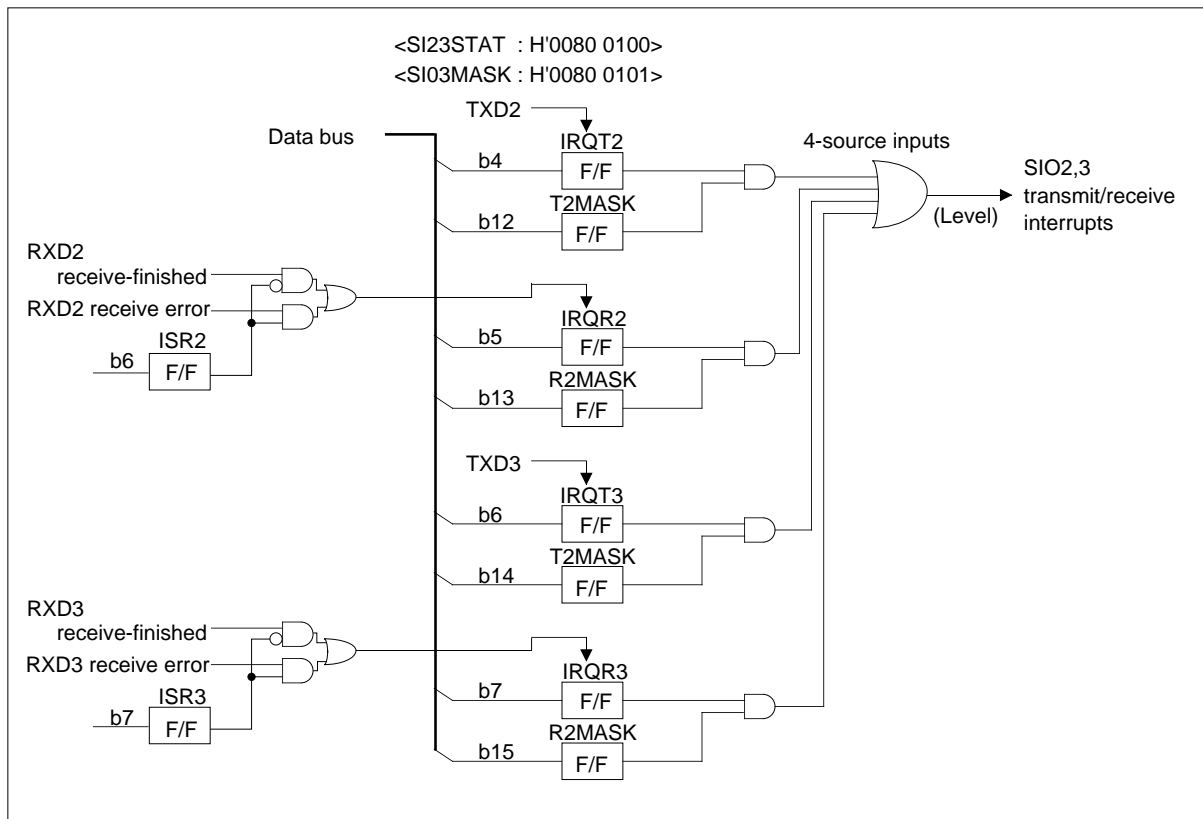 <SI23STAT : H'0080 0100>
<SI03MASK : H'0080 0101>
TXD2
Data bus
IRQT2
4-source inputs
b4
F/F
SIO2,3
transmit/receive
interrupts
T2MASK
(Level)
b12
F/F
RXD2
receive-finished
RXD2 receive error
IRQR2
ISR2
b5
F/F
b6
F/F
R2MASK
b13
F/F
TXD3
IRQT3
b6
F/F
T2MASK
b14
F/F
RXD3
receive-finished
RXD3 receive error
IRQR3
ISR3
b7
F/F
b7
F/F
R2MASK
b15
F/F